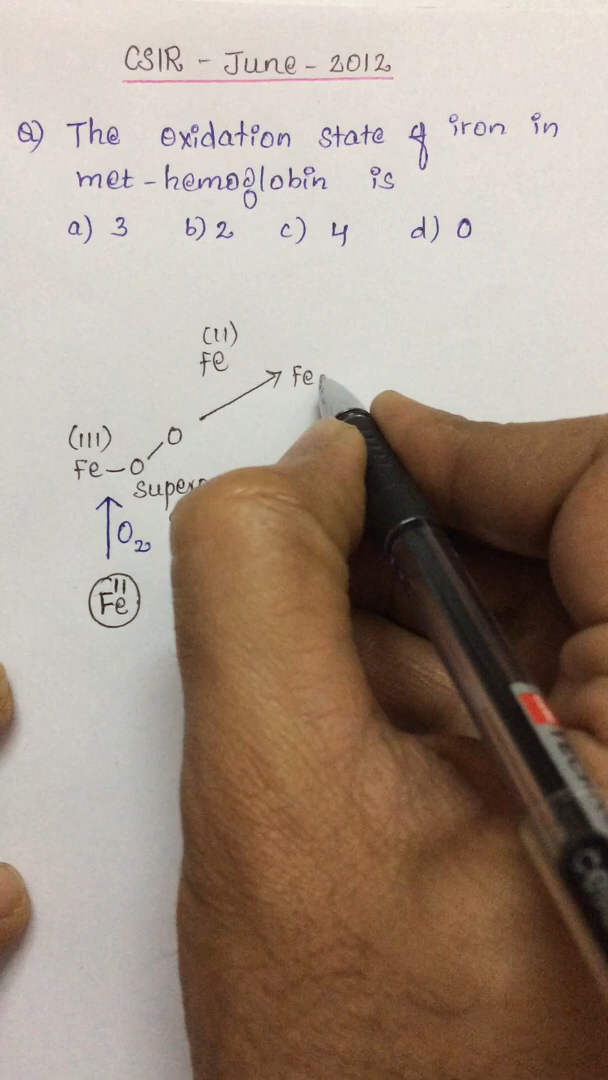 CSIR - June - 2012
Q) The oxidation state of iron in
met-hemoglobin is
a) 3 b) 2 c) 4 d) 0
(II)
Fe
Fe
(III) O
Fe-O
O2
II
Fe